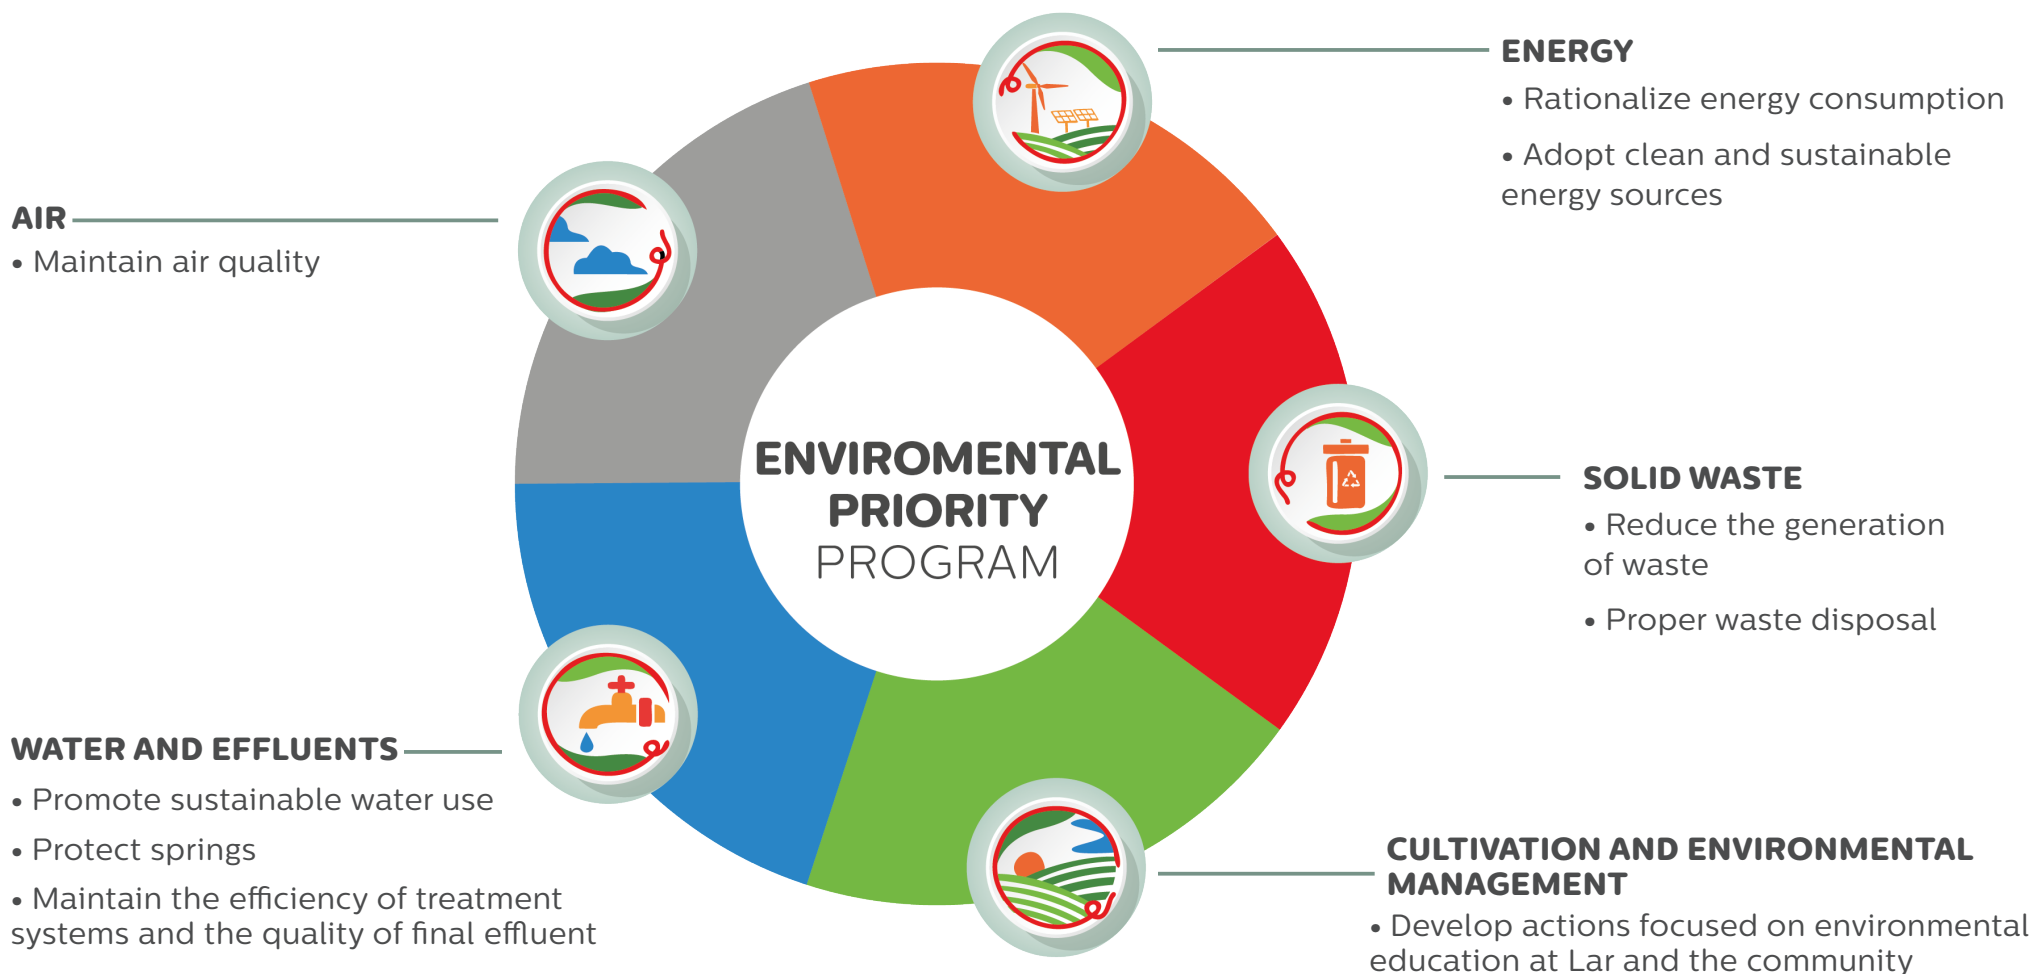 ENERGY
• Rationalize energy consumption
• Adopt clean and sustainable
energy sources
AIR
• Maintain air quality
ENVIROMENTAL
PRIORITY
PROGRAM
SOLID WASTE
• Reduce the generation
of waste
• Proper waste disposal
WATER AND EFFLUENTS
• Promote sustainable water use
• Protect springs
• Maintain the efficiency of treatment
systems and the quality of final effluent
CULTIVATION AND ENVIRONMENTAL
MANAGEMENT
• Develop actions focused on environmental
education at Lar and the community